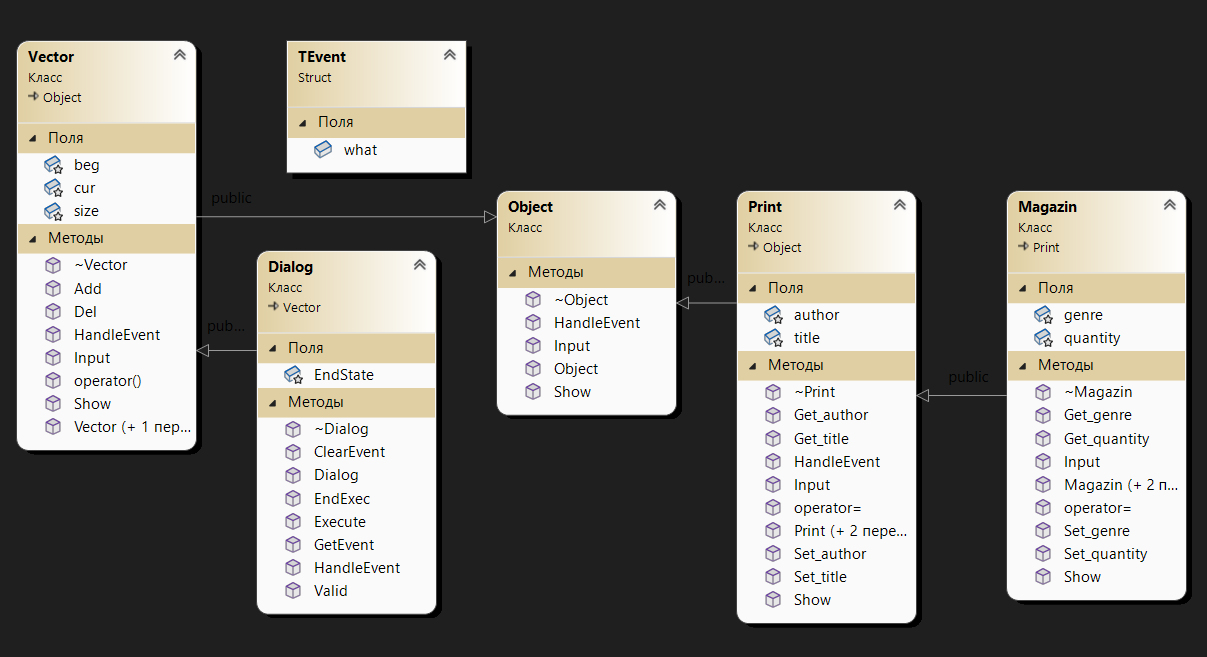 Vector
Класс
Object
Поля
beg
cur
size
Методы
~Vector
Add
Del
HandleEvent
Input
operator()
Show
Vector (+ 1 пер...
TEvent
Struct
Поля
what
public
Dialog
Класс
Vector
Поля
EndState
Методы
~Dialog
ClearEvent
Dialog
EndExec
Execute
GetEvent
HandleEvent
Valid
pub...
Object
Класс
Методы
~Object
HandleEvent
Input
Object
Show
pub...
Print
Класс
Object
Поля
author
title
Методы
~Print
Get_author
Get_title
HandleEvent
Input
operator=
Print (+ 2 пере...
Set_author
Set_title
Show
public
Magazin
Класс
Print
Поля
genre
quantity
Методы
~Magazin
Get_genre
Get_quantity
Input
Magazin (+ 2 п...
operator=
Set_genre
Set_quantity
Show